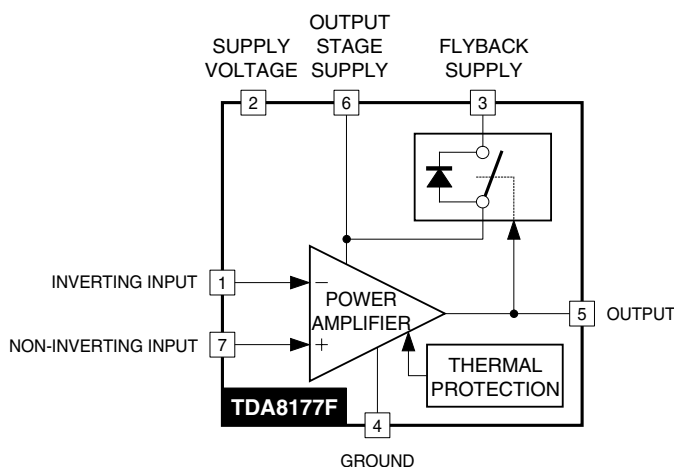 SUPPLY
VOLTAGE
OUTPUT
STAGE
SUPPLY
FLYBACK
SUPPLY
2
6
3
INVERTING INPUT
1
−
POWER
AMPLIFIER
5
OUTPUT
NON-INVERTING INPUT
7
+
THERMAL
PROTECTION
TDA8177F
4
GROUND